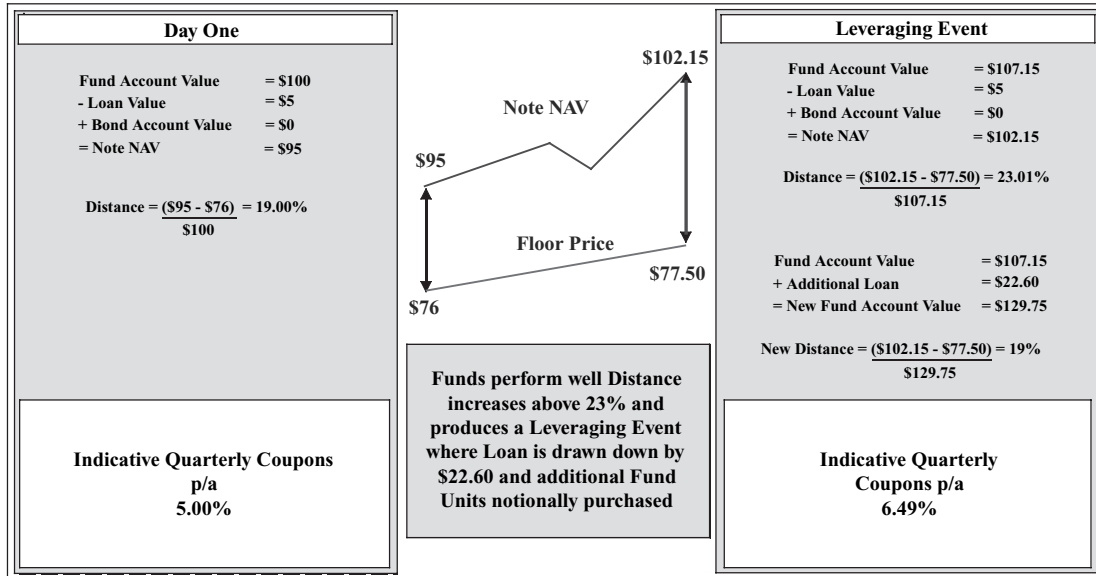 Day One
Fund Account Value = $100
- Loan Value = $5
+ Bond Account Value = $0
= Note NAV = $95
Distance = ($95 - $76) = 19.00%
$100
Indicative Quarterly Coupons
p/a
5.00%
$102.15
Note NAV
$95
Floor Price
$77.50
$76
Funds perform well Distance
increases above 23% and
produces a Leveraging Event
where Loan is drawn down by
$22.60 and additional Fund
Units notionally purchased
Leveraging Event
Fund Account Value = $107.15
- Loan Value = $5
+ Bond Account Value = $0
= Note NAV = $102.15
Distance = ($102.15 - $77.50) = 23.01%
$107.15
Fund Account Value = $107.15
+ Additional Loan = $22.60
= New Fund Account Value = $129.75
New Distance = ($102.15 - $77.50) = 19%
$129.75
Indicative Quarterly
Coupons p/a
6.49%